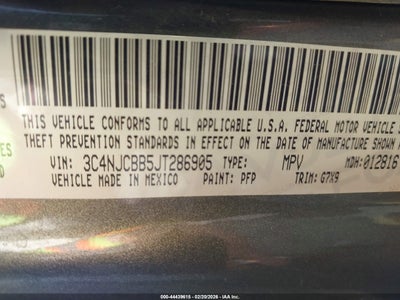 THIS VEHICLE CONFORMS TO ALL APPLICABLE U.S.A. FEDERAL MOTOR VEHICLE
THEFT PREVENTION STANDARDS IN EFFECT ON THE DATE OF MANUFACTURE SHOWN
VIN: 3C4NJCBB5JT286905 TYPE: MPV MDH: 012816
VEHICLE MADE IN MEXICO PAINT: PFP TRIM: G7X9
© COPART 44439615 - 02/20/2026 - IAA Inc.